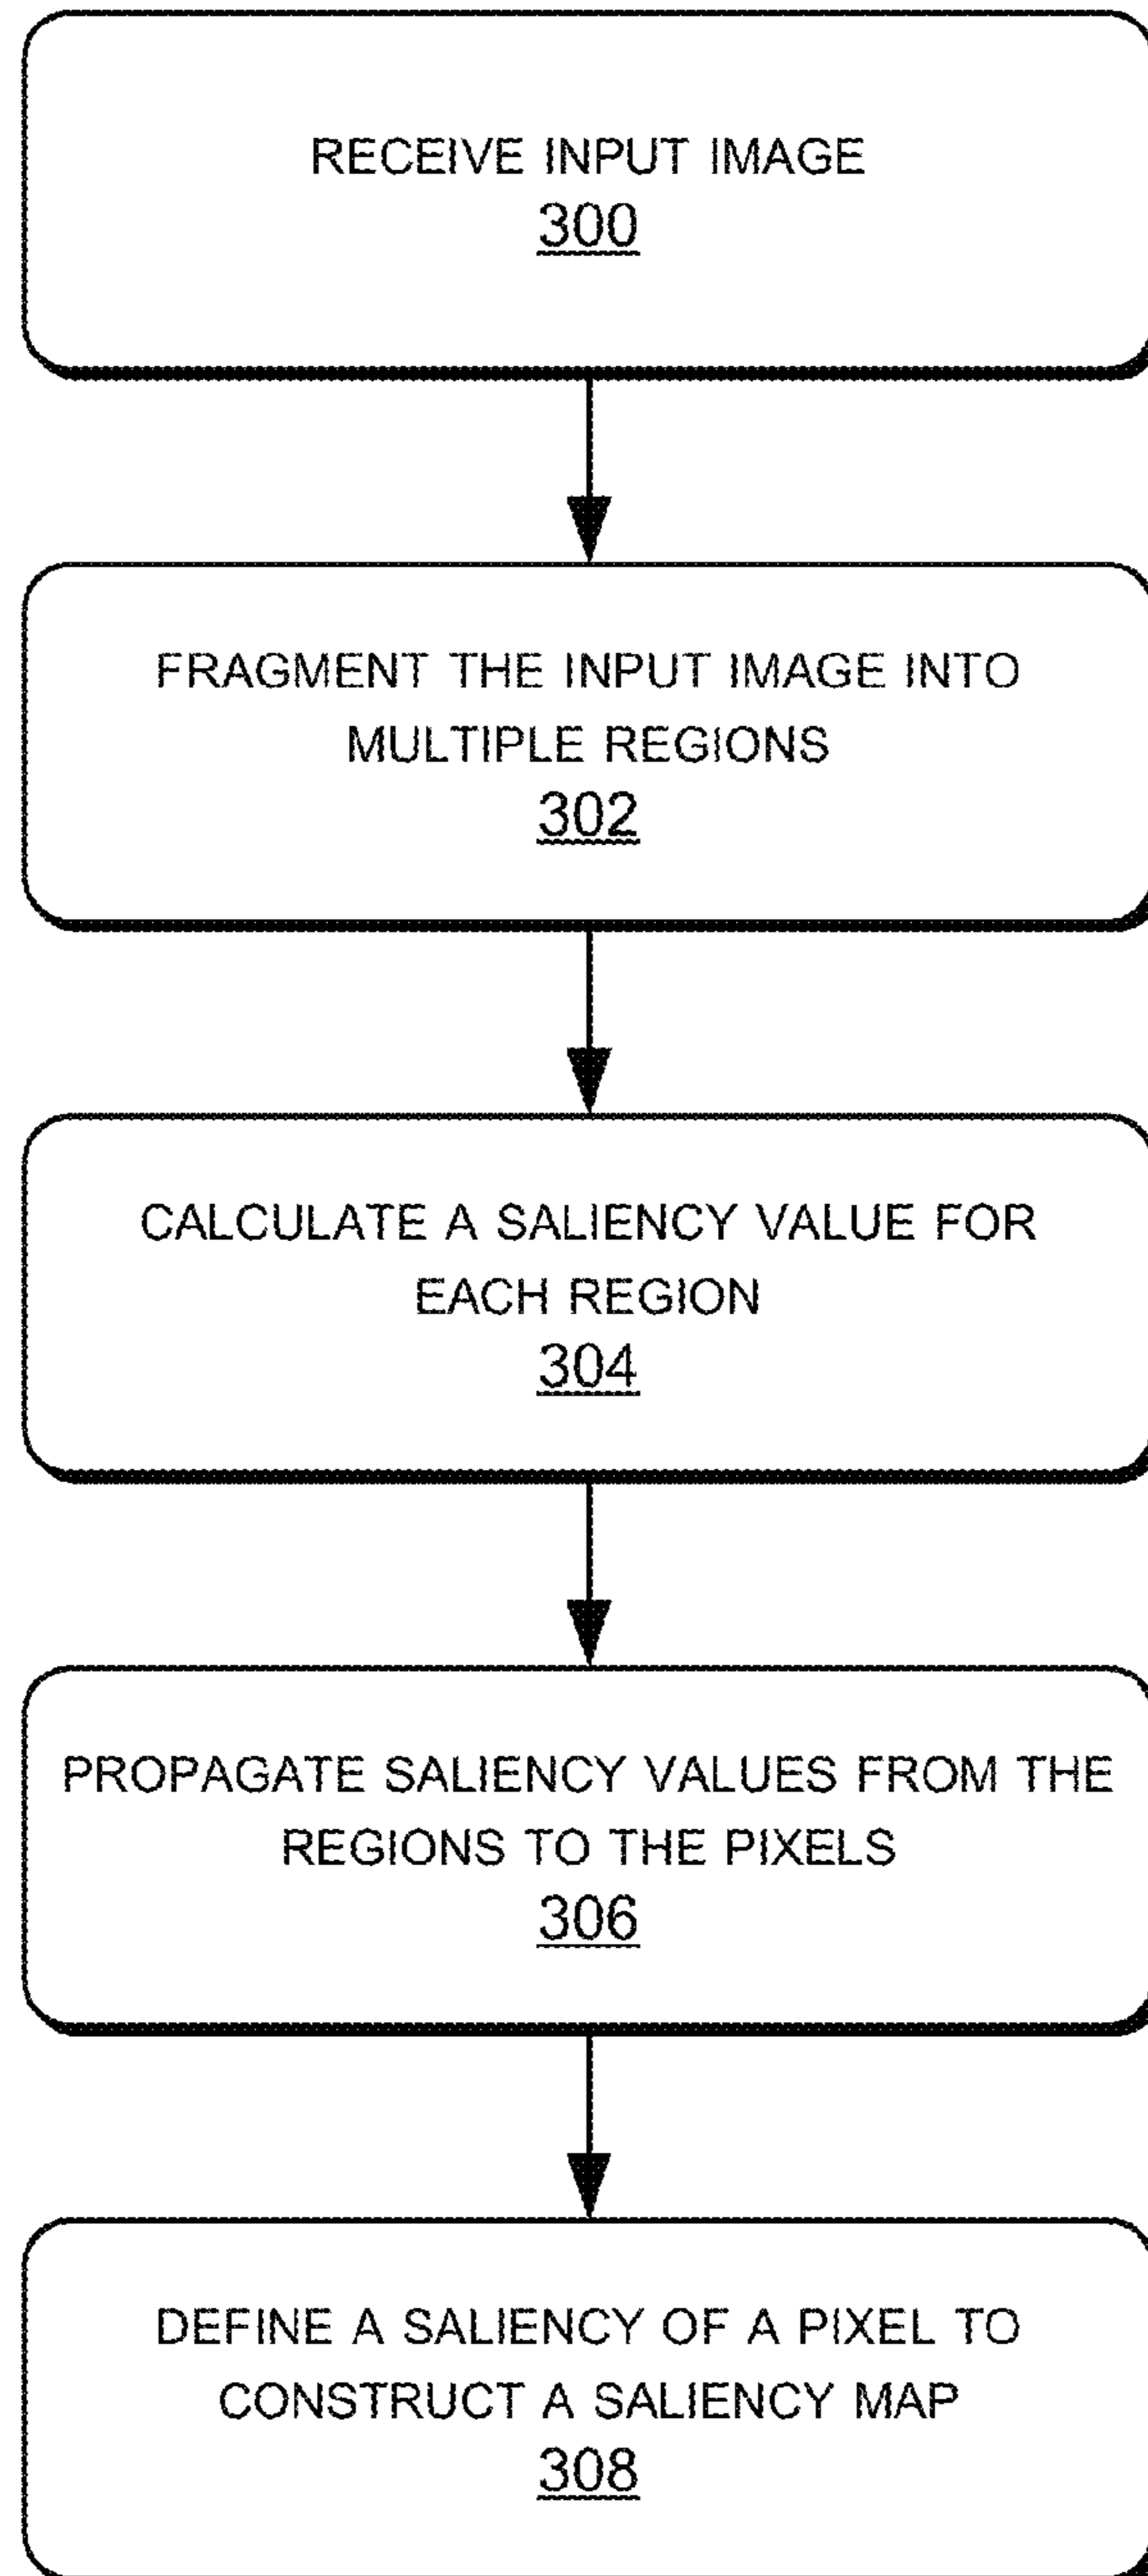 RECEIVE INPUT IMAGE
300
FRAGMENT THE INPUT IMAGE INTO
MULTIPLE REGIONS
302
CALCULATE A SALIENCY VALUE FOR
EACH REGION
304
PROPAGATE SALIENCY VALUES FROM THE
REGIONS TO THE PIXELS
306
DEFINE A SALIENCY OF A PIXEL TO
CONSTRUCT A SALIENCY MAP
308